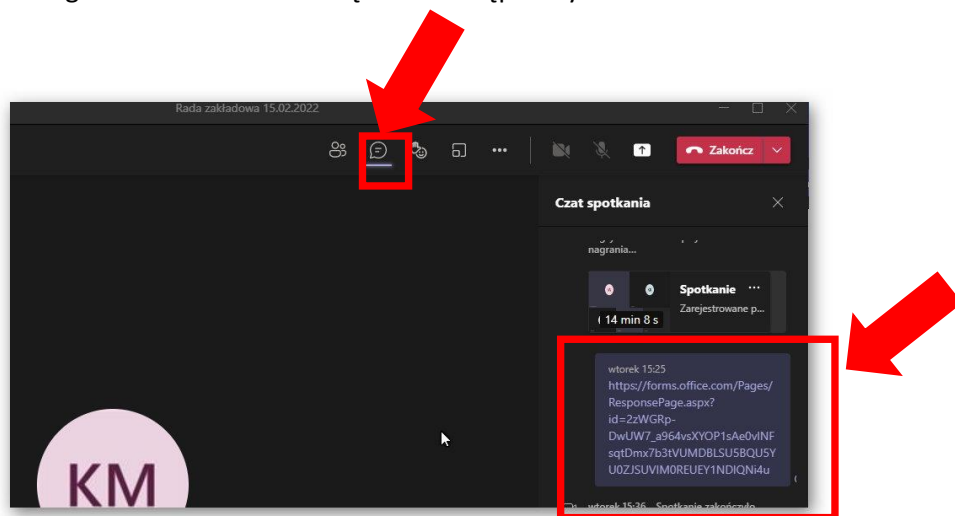 Rada zakładowa 15.02.2022
Zakończ
Czat spotkania
nagrania...
Spotkanie ...
14 min 8 s
Zarejestrowane p...
wtorek 15:25
https://forms.office.com/Pages/
ResponsePage.aspx?
id=2zWGRp-
DwUW7_a964vsXYOP1sAe0vINF
sqtDmx7b3tVUMDBLSU5BQU5Y
U0ZJSUVIM0REUEY1NDlQNi4u
wtorek 15:36 Spotkanie zakończyło
KM